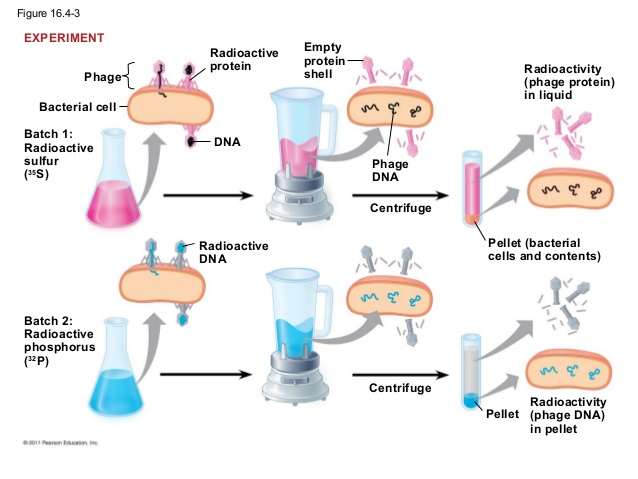 Figure 16.4-3
EXPERIMENT
Phage
Radioactive
protein
Bacterial cell
DNA
Batch 1:
Radioactive
sulfur
(³⁵S)
Empty
protein
shell
Phage
DNA
Centrifuge
Radioactivity
(phage protein)
in liquid
Pellet (bacterial
cells and contents)
Radioactive
DNA
Batch 2:
Radioactive
phosphorus
(³²P)
Centrifuge
Pellet
Radioactivity
(phage DNA)
in pellet
© 2011 Pearson Education, Inc.